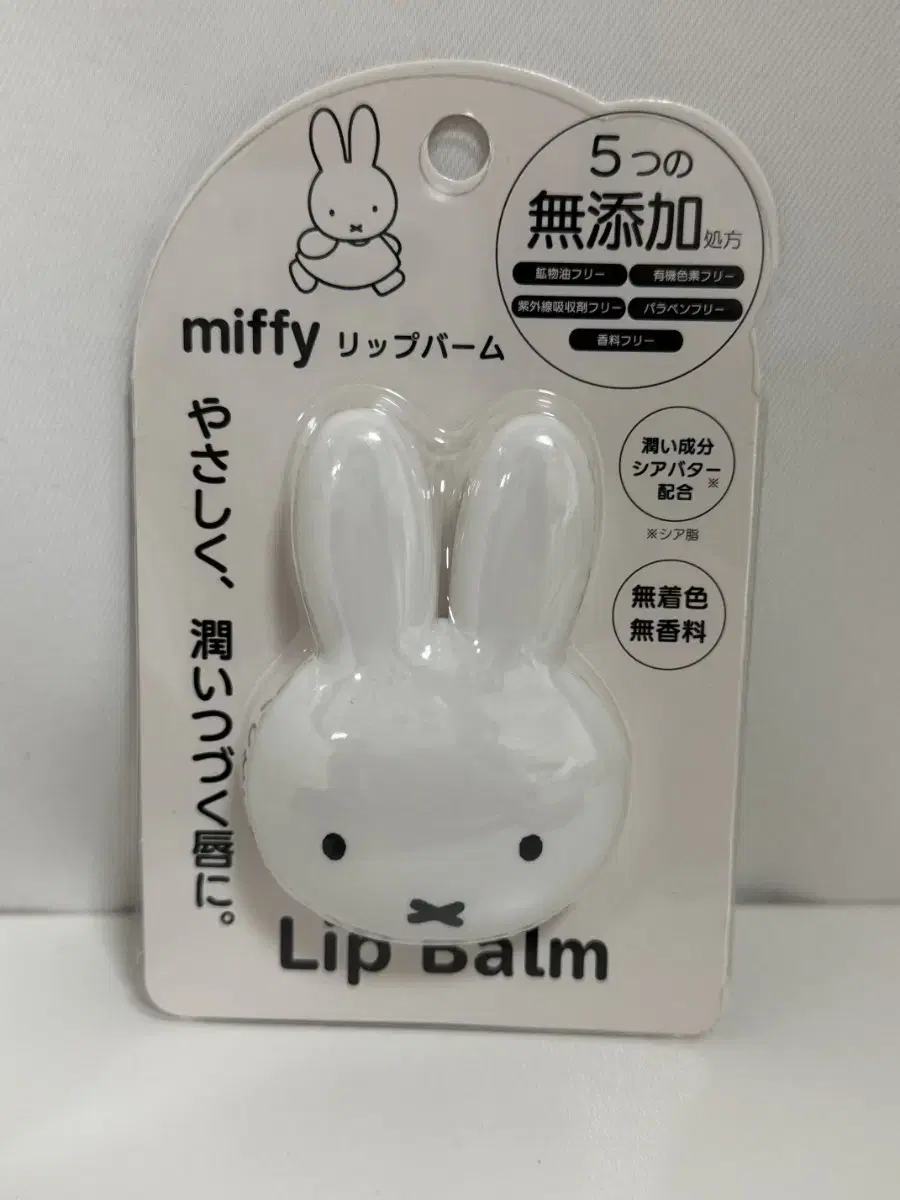 5つの
無添加処方
鉱物油フリー 有機色素フリー
紫外線吸収剤フリー パラベンフリー
香料フリー
miffy リップバーム
やさしく、潤いつづく唇に。
潤い成分
シアバター
配合※
※シア脂
無着色
無香料
Lip Balm